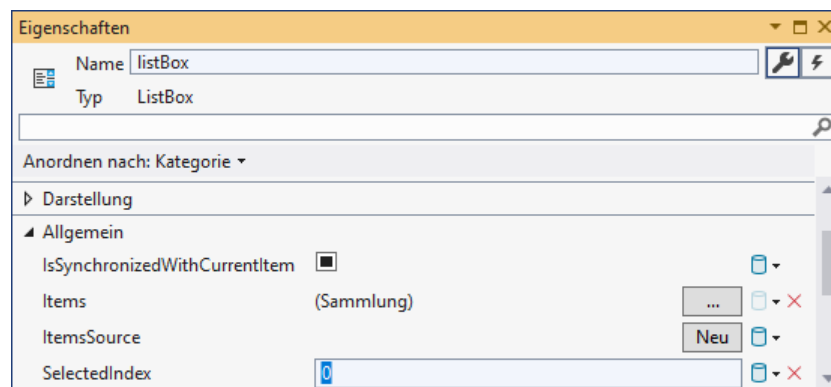 Eigenschaften
Name listBox
Typ ListBox
Anordnen nach: Kategorie
Darstellung
Allgemein
IsSynchronizedWithCurrentItem
Items (Sammlung) ...
ItemsSource Neu
SelectedIndex 0